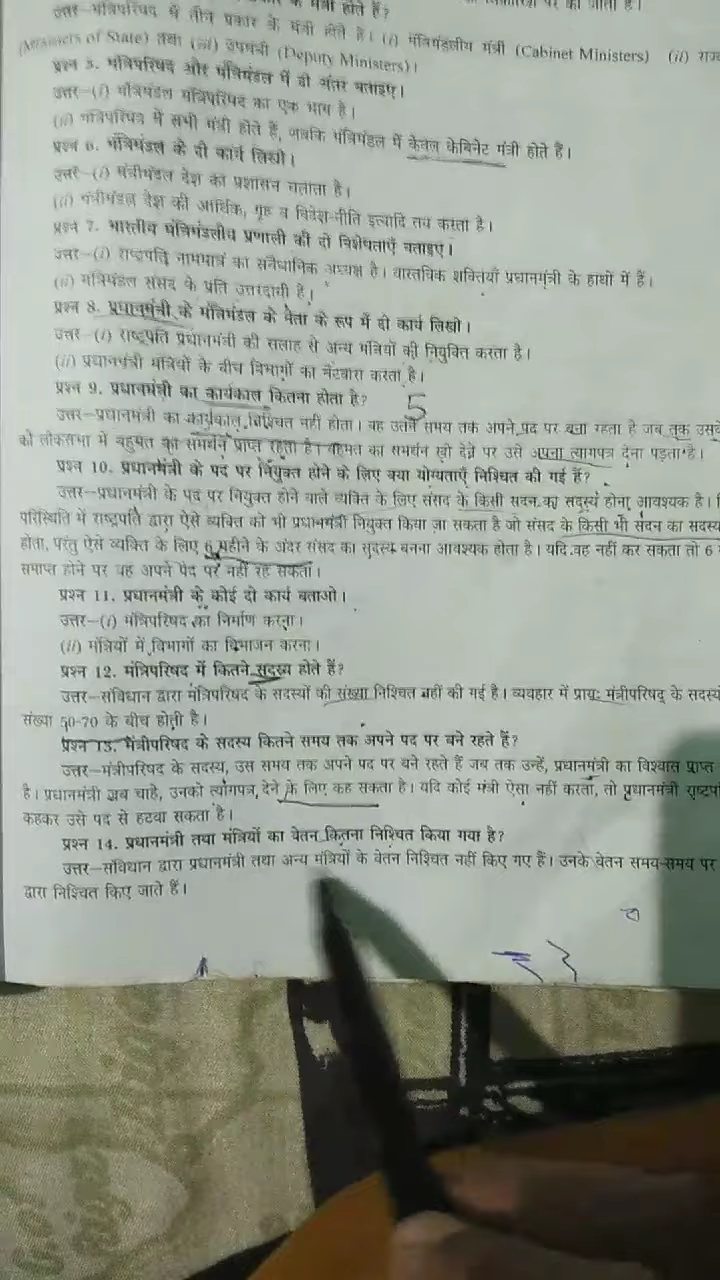 उत्तर–मंत्रिपरिषद में तीन प्रकार के मंत्री होते हैं। (i) मंत्रिमंडलीय मंत्री (Cabinet Ministers) (ii)
(Ministers of State) तथा (iii) उपमंत्री (Deputy Ministers)।
प्रश्न 5. मंत्रिपरिषद और मंत्रिमंडल में दो अंतर बताइए।
उत्तर–(i) मंत्रिमंडल मंत्रिपरिषद का एक भाग है।
(ii) मंत्रिपरिषद में सभी मंत्री होते हैं, जबकि मंत्रिमंडल में केवल केबिनेट मंत्री होते हैं।
प्रश्न 6. मंत्रिमंडल के दो कार्य लिखो।
उत्तर–(i) मंत्रीमंडल देश का प्रशासन चलाता है।
(ii) मंत्रीमंडल देश की आर्थिक, गृह व विदेश-नीति इत्यादि तय करता है।
प्रश्न 7. भारतीय मंत्रिमंडलीय प्रणाली की दो विशेषताएँ बताइए।
उत्तर–(i) राष्ट्रपति नाममात्र का संवैधानिक अध्यक्ष है। वास्तविक शक्तियाँ प्रधानमंत्री के हाथों में हैं।
(ii) मंत्रिमंडल संसद के प्रति उत्तरदायी है।
प्रश्न 8. प्रधानमंत्री के मंत्रिमंडल के नेता के रूप में दो कार्य लिखो।
उत्तर–(i) राष्ट्रपति प्रधानमंत्री की सलाह से अन्य मंत्रियों की नियुक्ति करता है।
(ii) प्रधानमंत्री मंत्रियों के बीच विभागों का बँटवारा करता है।
प्रश्न 9. प्रधानमंत्री का कार्यकाल कितना होता है? 5
उत्तर–प्रधानमंत्री का कार्यकाल निश्चित नहीं होता। वह उतने समय तक अपने पद पर बना रहता है जब तक
को लोकसभा में बहुमत का समर्थन प्राप्त रहता है। बहुमत का समर्थन खो देने पर उसे अपना त्यागपत्र देना पड़ता है।
प्रश्न 10. प्रधानमंत्री के पद पर नियुक्त होने के लिए क्या योग्यताएँ निश्चित की गई हैं?
उत्तर–प्रधानमंत्री के पद पर नियुक्त होने वाले व्यक्ति के लिए संसद के किसी सदन का सदस्य होना आवश्यक है।
परिस्थिति में राष्ट्रपति द्वारा ऐसे व्यक्ति को भी प्रधानमंत्री नियुक्त किया जा सकता है जो संसद के किसी भी सदन का सदस्य
होता, परंतु ऐसे व्यक्ति के लिए 6 महीने के अंदर संसद का सदस्य बनना आवश्यक होता है। यदि वह नहीं कर सकता तो 6
समाप्त होने पर वह अपने पद पर नहीं रह सकता।
प्रश्न 11. प्रधानमंत्री के कोई दो कार्य बताओ।
उत्तर–(i) मंत्रिपरिषद का निर्माण करना।
(ii) मंत्रियों में विभागों का विभाजन करना।
प्रश्न 12. मंत्रिपरिषद में कितने सदस्य होते हैं?
उत्तर–संविधान द्वारा मंत्रिपरिषद के सदस्यों की संख्या निश्चित नहीं की गई है। व्यवहार में प्रायः मंत्रीपरिषद् के सदस्यों
संख्या 50-70 के बीच होती है।
प्रश्न 13. मंत्रीपरिषद के सदस्य कितने समय तक अपने पद पर बने रहते हैं?
उत्तर–मंत्रीपरिषद के सदस्य, उस समय तक अपने पद पर बने रहते हैं जब तक उन्हें, प्रधानमंत्री का विश्वास प्राप्त
है। प्रधानमंत्री जब चाहे, उनको त्यागपत्र देने के लिए कह सकता है। यदि कोई मंत्री ऐसा नहीं करता, तो प्रधानमंत्री
कहकर उसे पद से हटवा सकता है।
प्रश्न 14. प्रधानमंत्री तथा मंत्रियों का वेतन कितना निश्चित किया गया है?
उत्तर–संविधान द्वारा प्रधानमंत्री तथा अन्य मंत्रियों के वेतन निश्चित नहीं किए गए हैं। उनके वेतन समय-समय पर
द्वारा निश्चित किए जाते हैं।